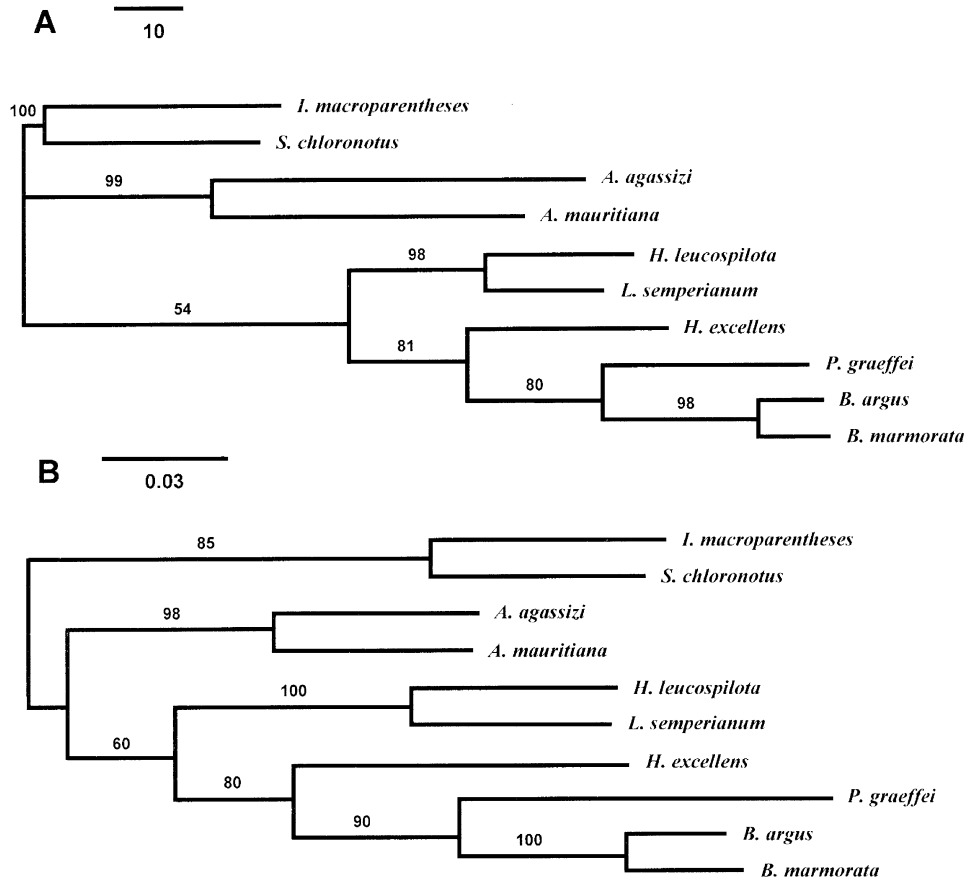 A
10
100
I. macroparentheses
S. chloronotus
99
A. agassizi
A. mauritiana
98
H. leucospilota
L. semperianum
54
H. excellens
81
P. graeffei
80
B. argus
98
B. marmorata
B
0.03
85
I. macroparentheses
S. chloronotus
98
A. agassizi
A. mauritiana
100
H. leucospilota
L. semperianum
60
H. excellens
80
P. graeffei
90
B. argus
100
B. marmorata